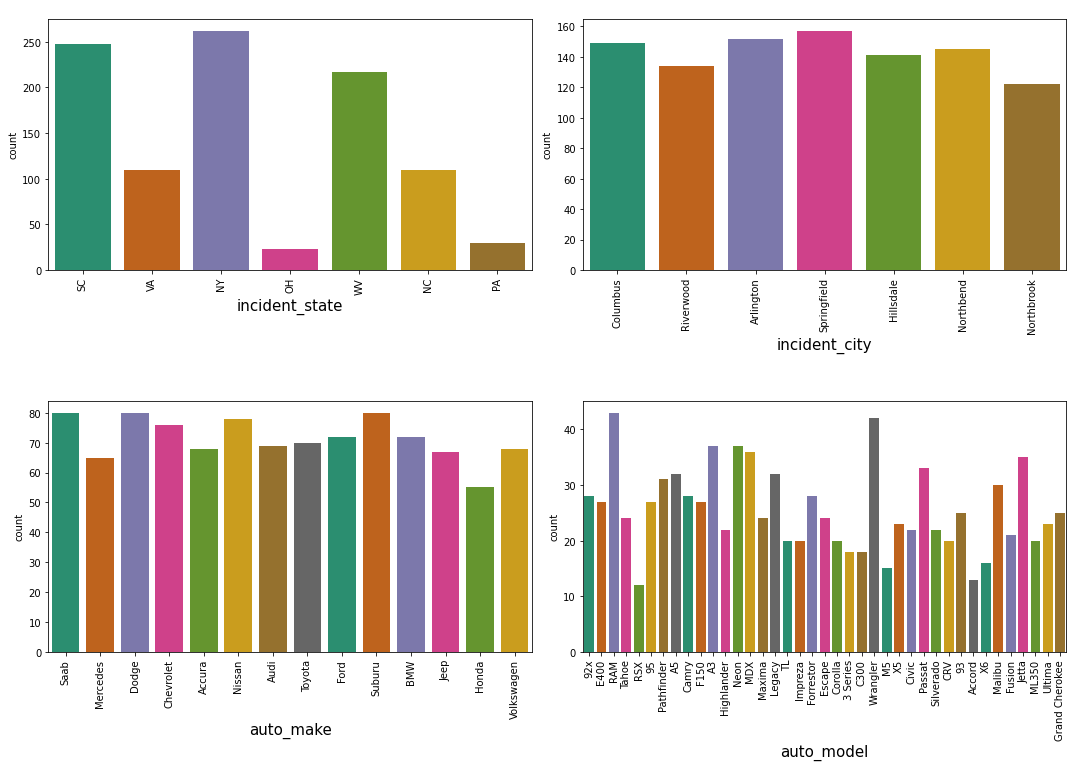 250
200
150
100
50
0
count
SC VA NY OH WV NC PA
incident_state
160
140
120
100
80
60
40
20
0
count
Columbus Riverwood Arlington Springfield Hillsdale Northbend Northbrook
incident_city
80
70
60
50
40
30
20
10
0
count
Saab Mercedes Dodge Chevrolet Accura Nissan Audi Toyota Ford Suburu BMW Jeep Honda Volkswagen
auto_make
40
30
20
10
0
count
92x E400 RAM Tahoe RSX 95 Pathfinder A5 Camry F150 A3 Highlander Neon MDX Maxima Legacy TL Impreza Forrestor Escape Corolla 3 Series C300 Wrangler M5 X5 Civic Passat Silverado CRV 93 Accord X6 Malibu Fusion Jetta ML350 Ultima Grand Cherokee
auto_model